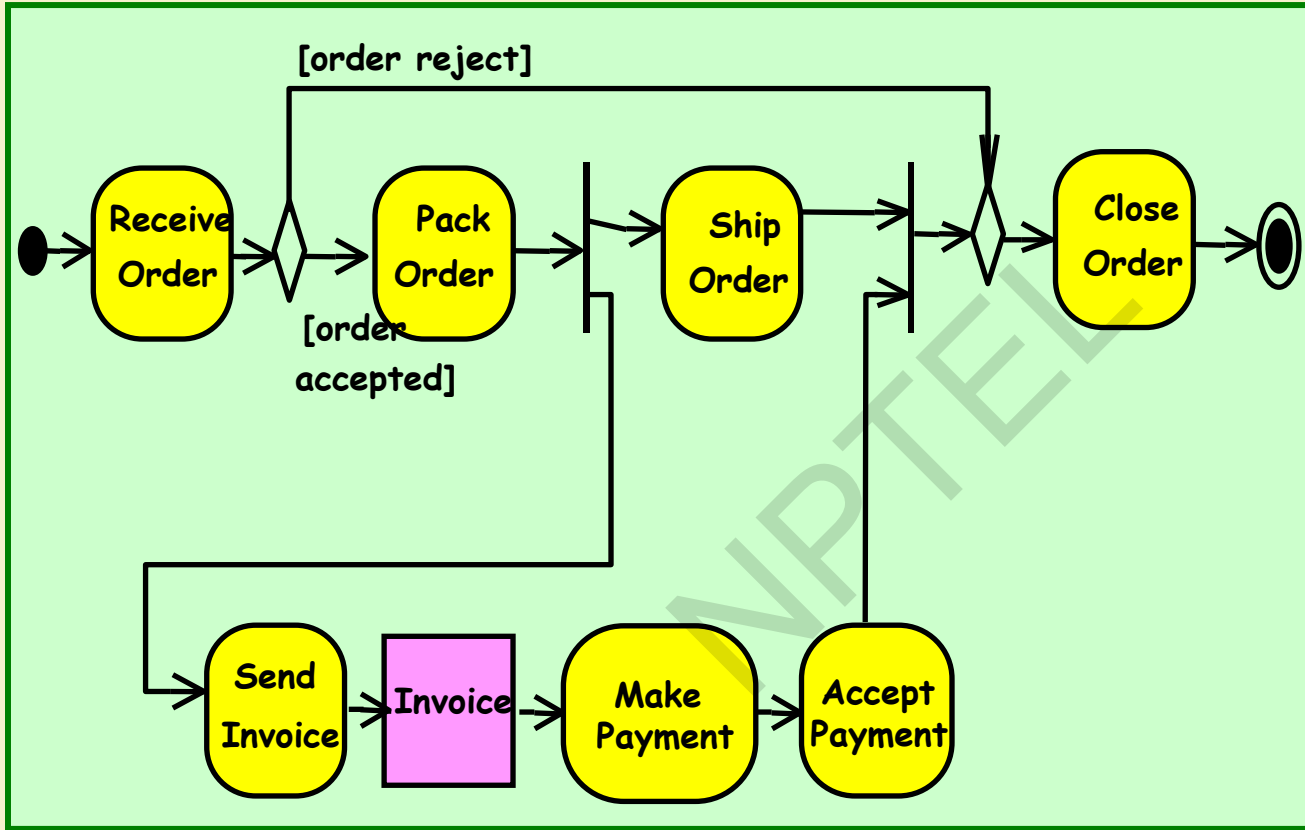 [order reject]
Receive
Order
Pack
Order
Ship
Order
Close
Order
[order
accepted]
Send
Invoice
Invoice
Make
Payment
Accept
Payment
NPTEL